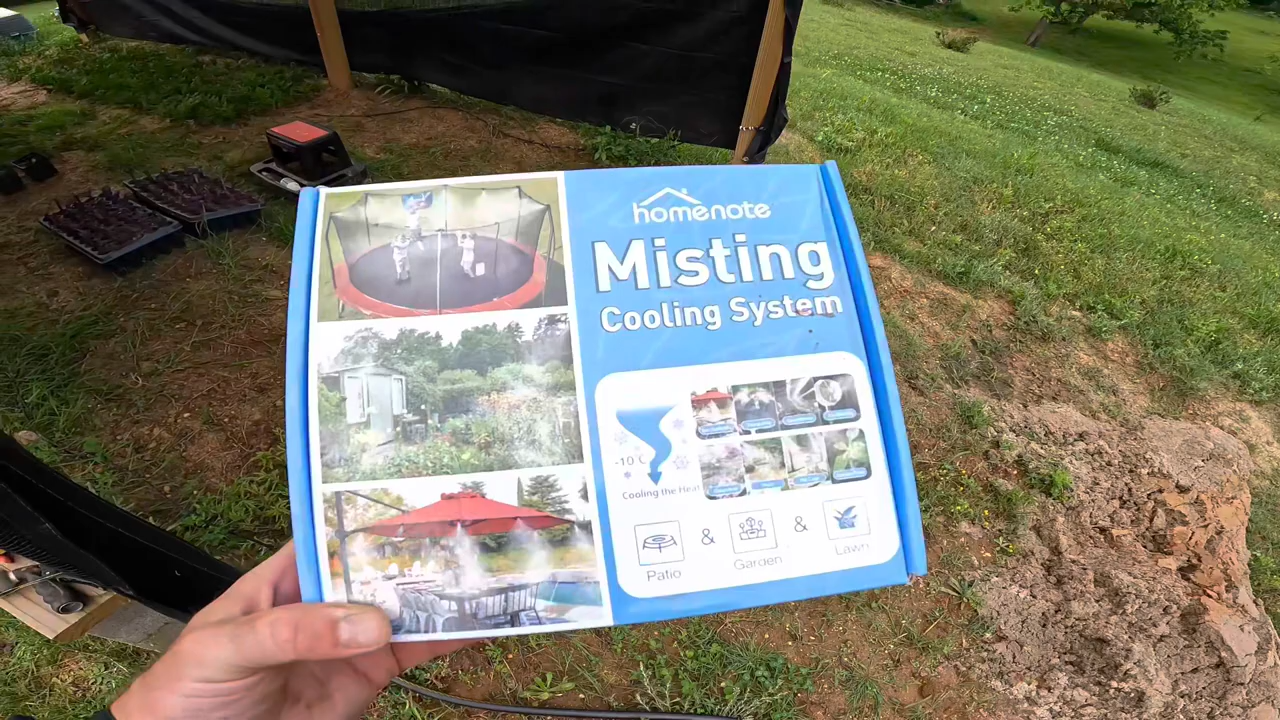 homenote
Misting
Cooling System
-10°C
Cooling the Heat
Patio
&
Garden
&
Lawn